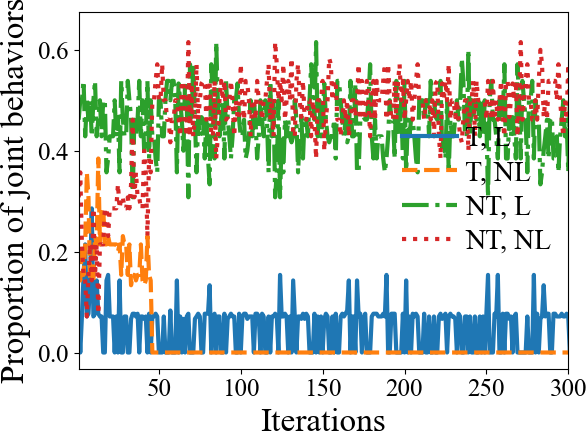 Proportion of joint behaviors
0.6
0.4
0.2
0.0
T, L
T, NL
NT, L
NT, NL
50
100
150
200
250
300
Iterations